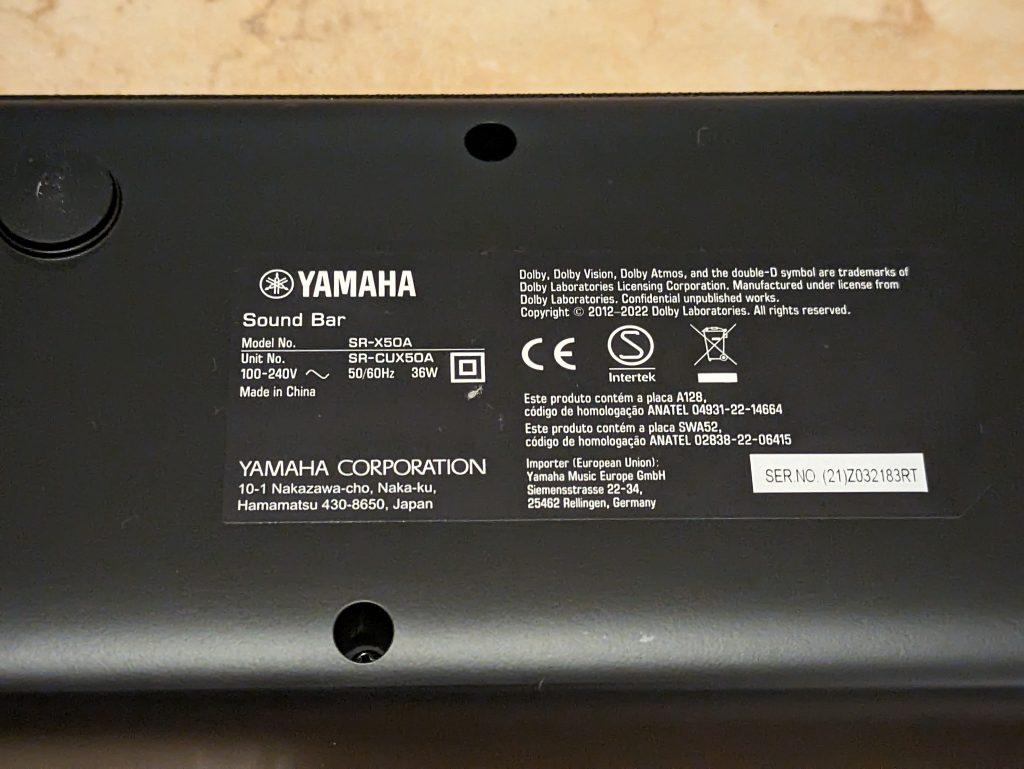 YAMAHA
Sound Bar
Model No. SR-X50A
Unit No. SR-CUX50A
100-240V 50/60Hz 36W
Made in China
YAMAHA CORPORATION
10-1 Nakazawa-cho, Naka-ku,
Hamamatsu 430-8650, Japan
Dolby, Dolby Vision, Dolby Atmos, and the double-D symbol are trademarks of
Dolby Laboratories Licensing Corporation. Manufactured under license from
Dolby Laboratories. Confidential unpublished works.
Copyright © 2012–2022 Dolby Laboratories. All rights reserved.
CE
S
Intertek
Este produto contém a placa A128,
código de homologação ANATEL 04931-22-14664
Este produto contém a placa SWA52,
código de homologação ANATEL 02838-22-06415
Importer (European Union):
Yamaha Music Europe GmbH
Siemensstrasse 22-34,
25462 Rellingen, Germany
SER.NO. (21)Z032183RT